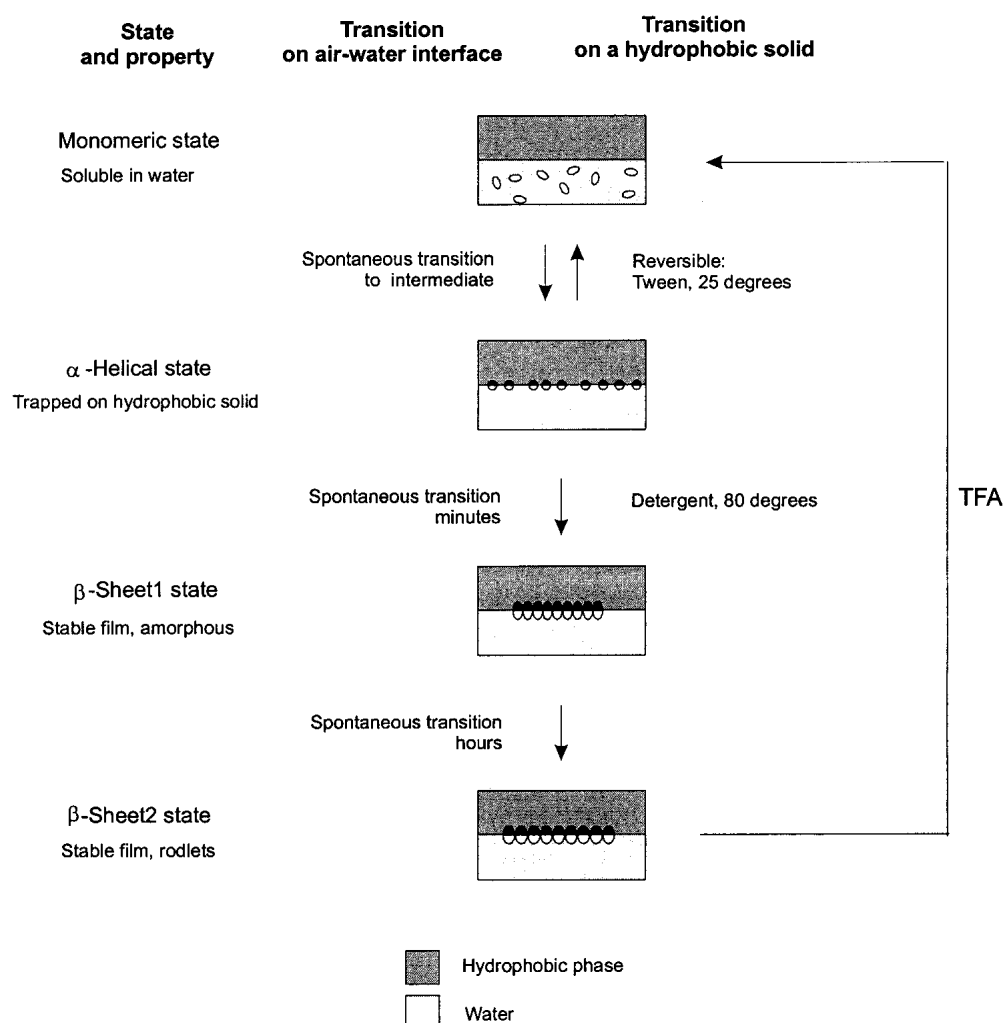 State
and property
Transition
on air-water interface
Transition
on a hydrophobic solid
Monomeric state
Soluble in water
Spontaneous transition
to intermediate
Reversible:
Tween, 25 degrees
α-Helical state
Trapped on hydrophobic solid
Spontaneous transition
minutes
Detergent, 80 degrees
TFA
β-Sheet1 state
Stable film, amorphous
Spontaneous transition
hours
β-Sheet2 state
Stable film, rodlets
Hydrophobic phase
Water